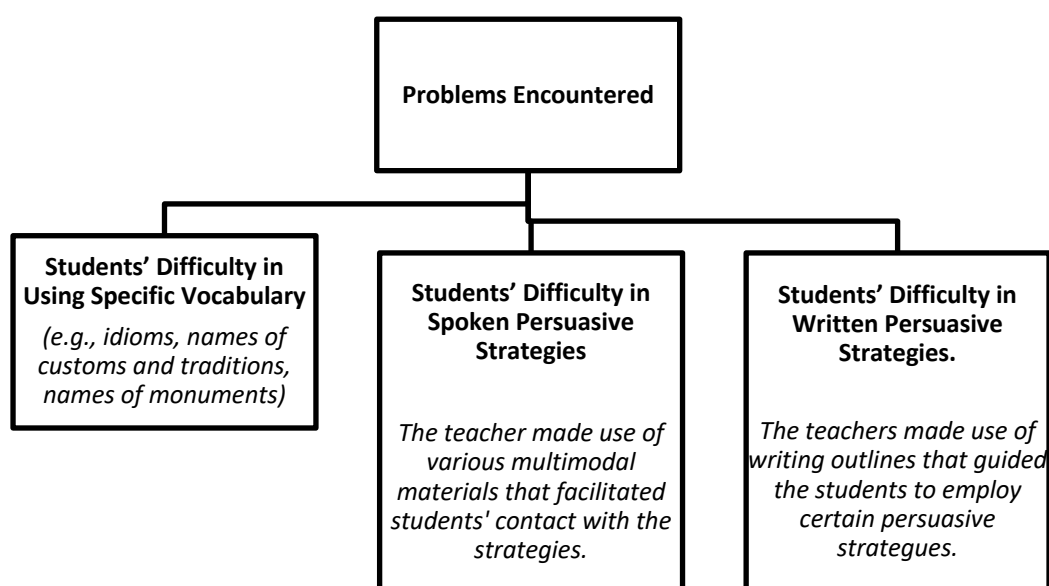 Problems Encountered
Students’ Difficulty in
Using Specific Vocabulary
(e.g., idioms, names of
customs and traditions,
names of monuments)
Students’ Difficulty in
Spoken Persuasive
Strategies
The teacher made use of
various multimodal
materials that facilitated
students' contact with the
strategies.
Students’ Difficulty in
Written Persuasive
Strategies.
The teachers made use of
writing outlines that guided
the students to employ
certain persuasive
strategues.